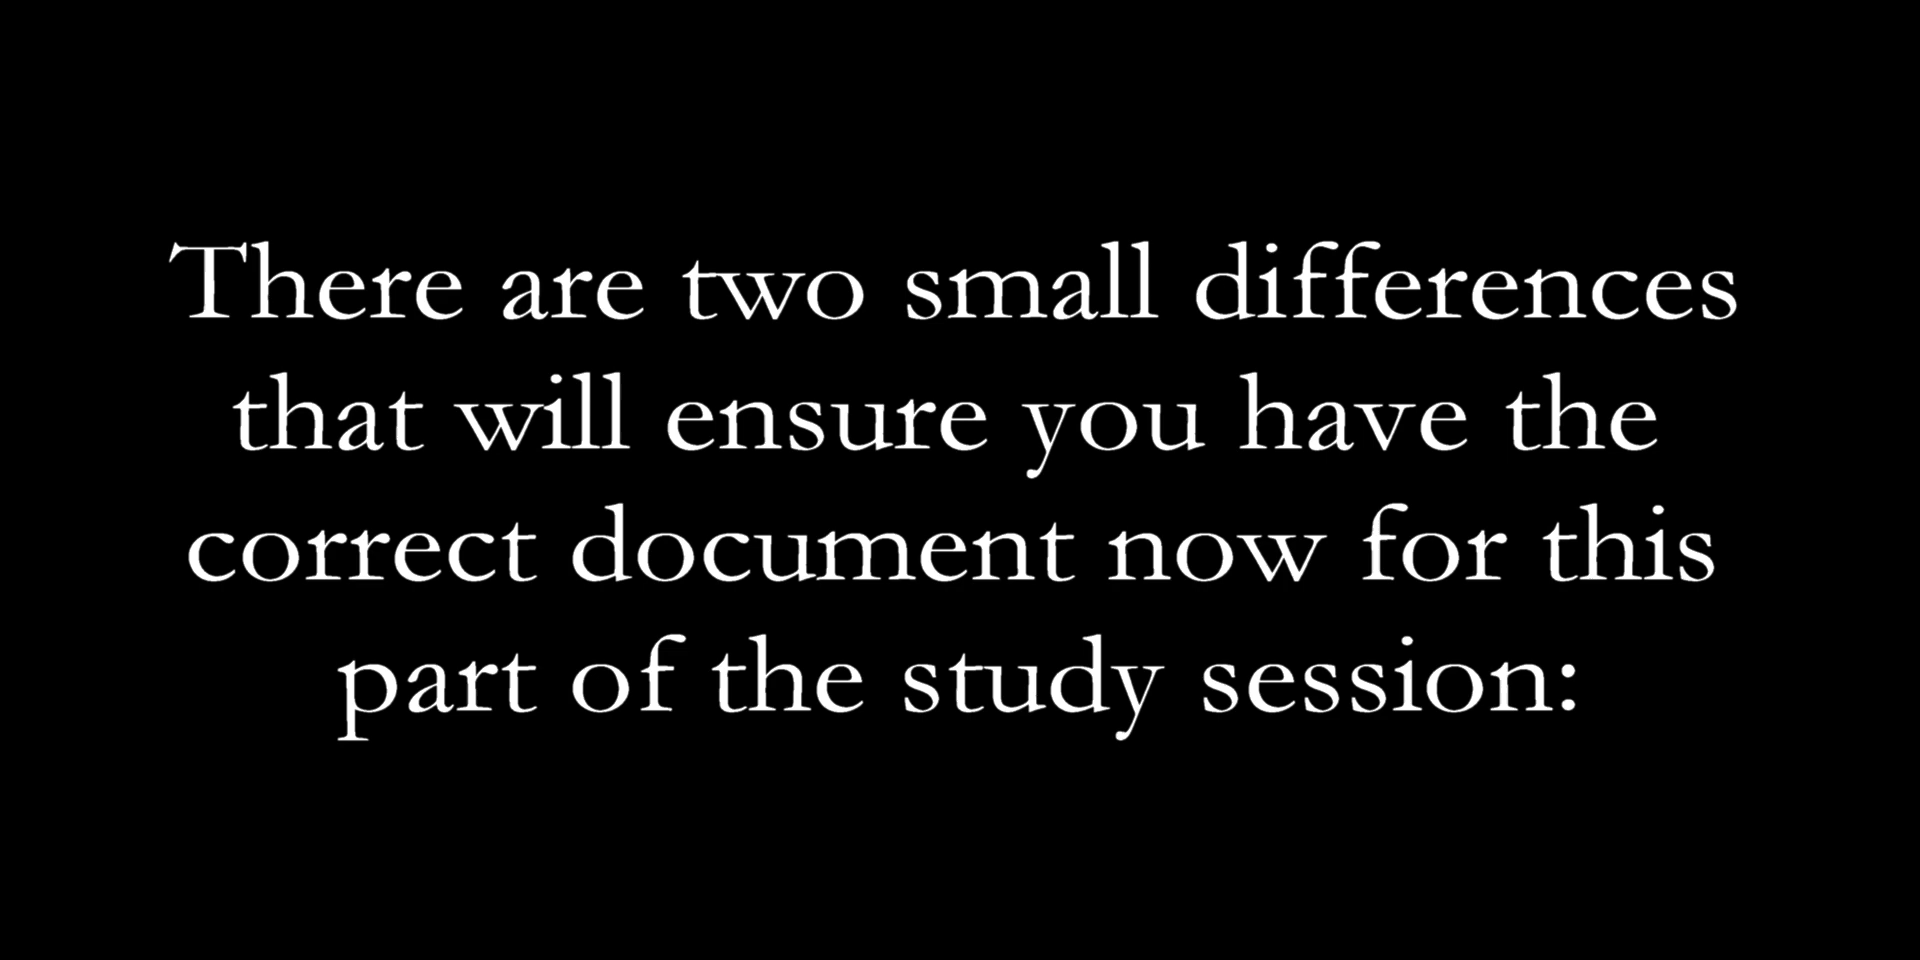 There are two small differences
that will ensure you have the
correct document now for this
part of the study session: